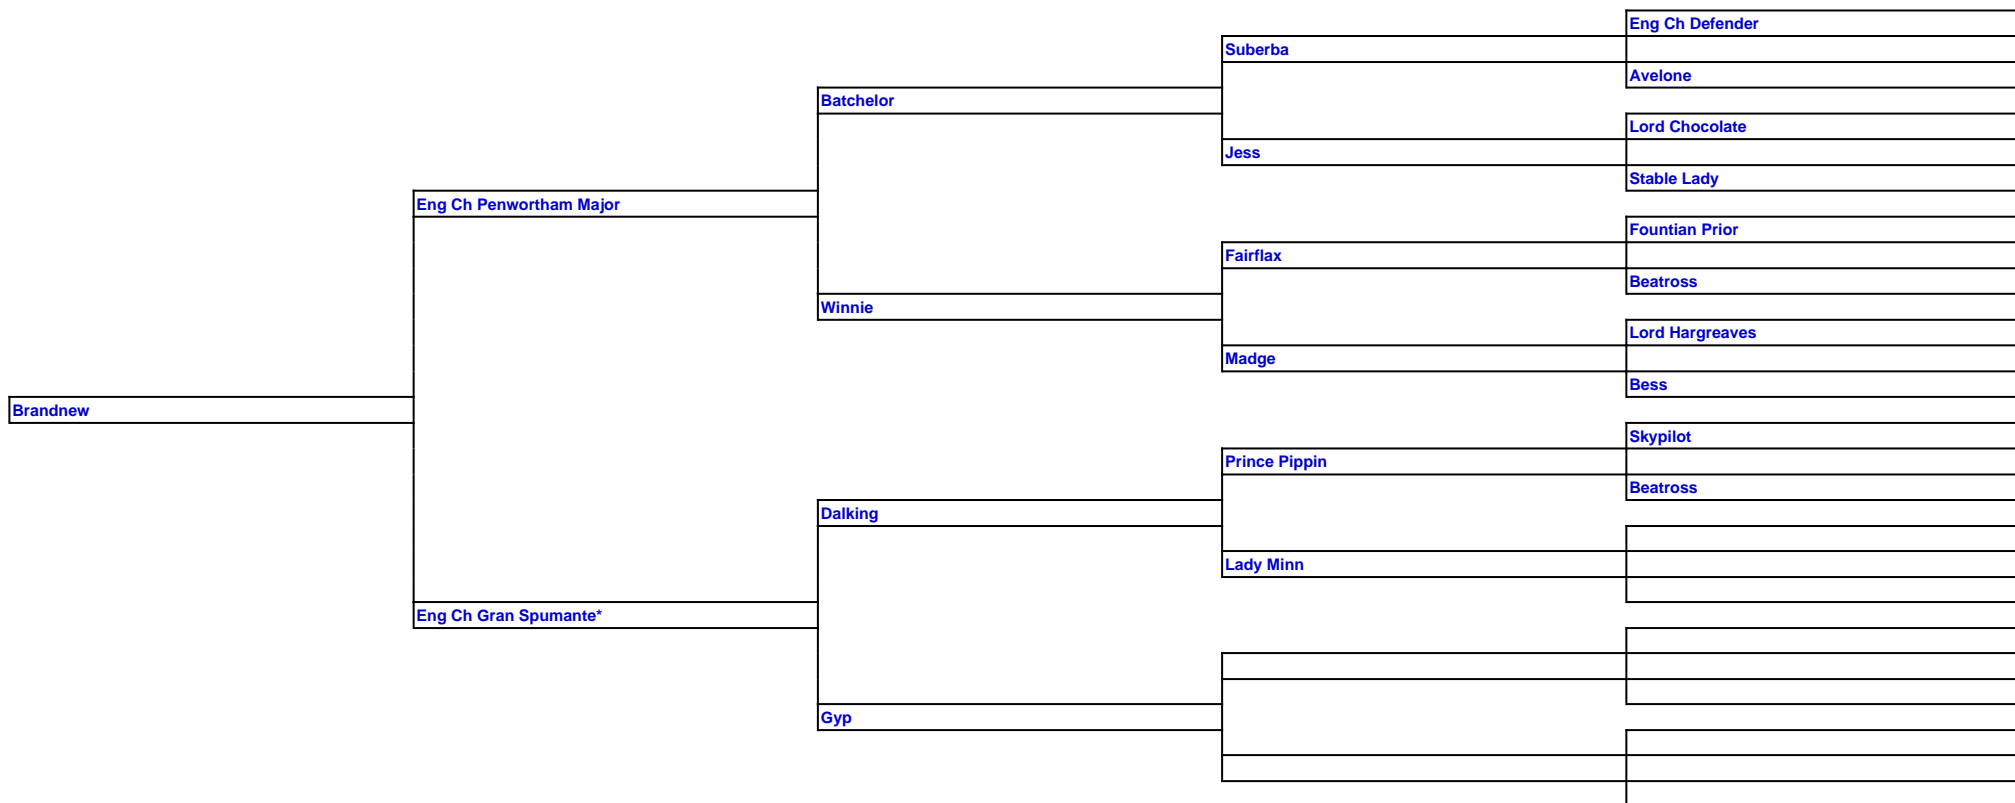 Eng Ch Defender
Suberba
Avelone
Batchelor
Lord Chocolate
Jess
Stable Lady
Eng Ch Penwortham Major
Fountian Prior
Fairflax
Beatross
Winnie
Lord Hargreaves
Madge
Bess
Brandnew
Skypilot
Prince Pippin
Beatross
Dalking
Lady Minn
Eng Ch Gran Spumante*
Gyp